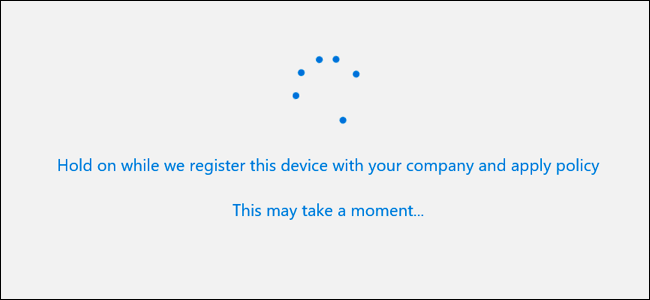 Hold on while we register this device with your company and apply policy
This may take a moment...